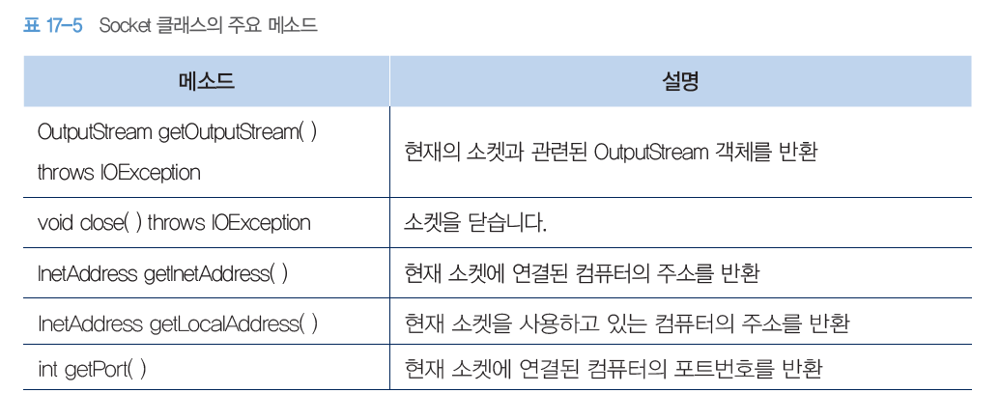 표 17-5 Socket 클래스의 주요 메소드
메소드 설명
OutputStream getOutputStream( )
throws IOException
현재의 소켓과 관련된 OutputStream 객체를 반환
void close( ) throws IOException 소켓을 닫습니다.
InetAddress getInetAddress( ) 현재 소켓에 연결된 컴퓨터의 주소를 반환
InetAddress getLocalAddress( ) 현재 소켓을 사용하고 있는 컴퓨터의 주소를 반환
int getPort( ) 현재 소켓에 연결된 컴퓨터의 포트번호를 반환